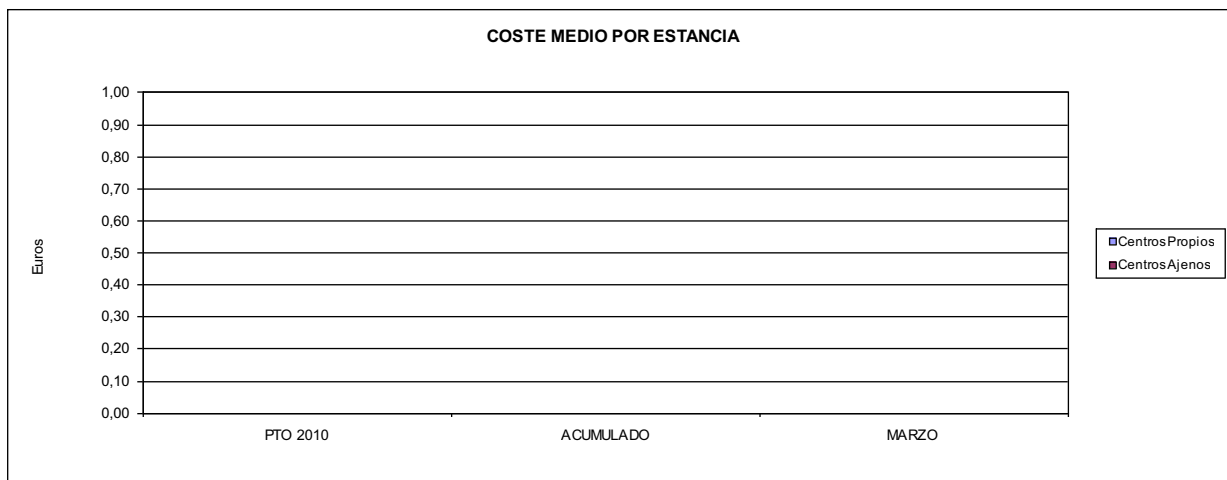 COSTE MEDIO POR ESTANCIA
1,00
0,90
0,80
0,70
0,60
0,50
0,40
0,30
0,20
0,10
0,00
Euros
PTO 2010
ACUMULADO
MARZO
Centros Propios
Centros Ajenos